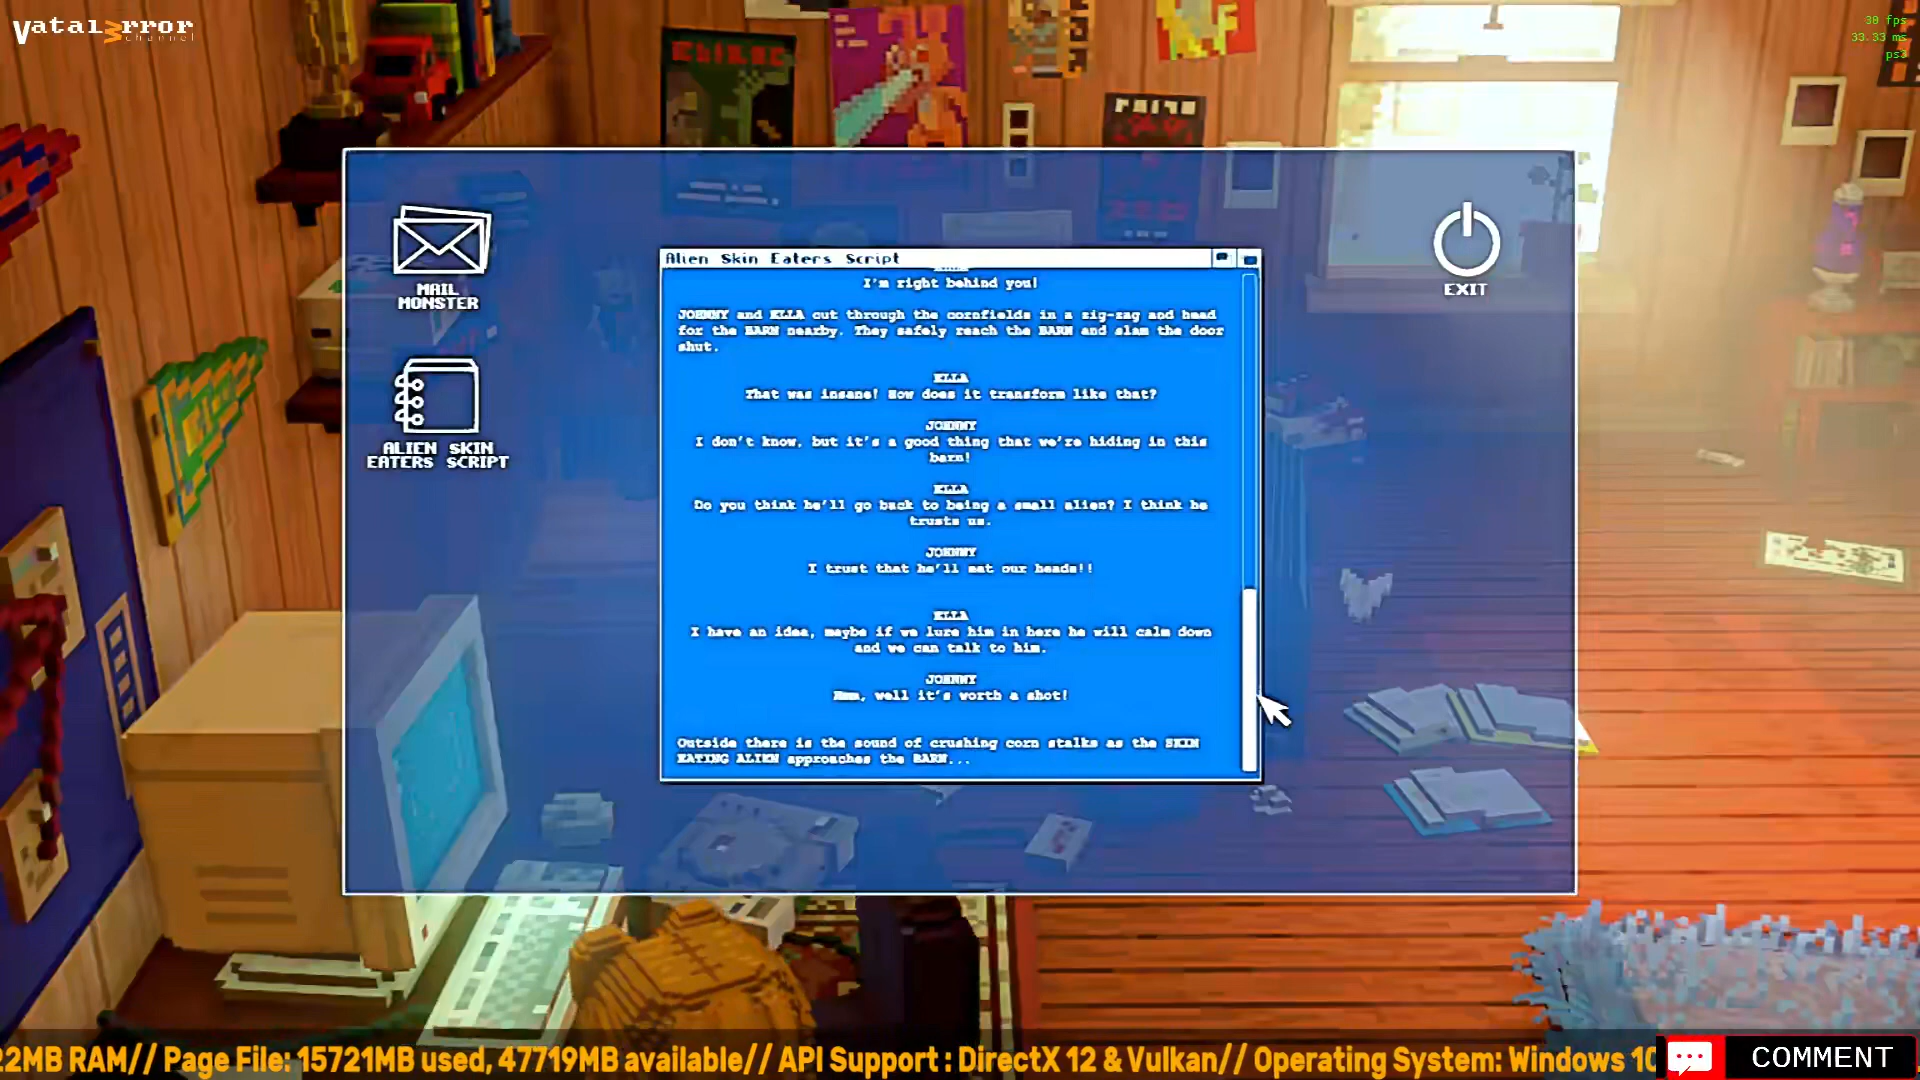 Vatal3rror
channel
30 fps
33.33 ms
ps
Alien Skin Eaters Script
I'm right behind you!
JOHNNY and ELLA cut through the cornfields in a zig-zag and head
for the BARN nearby. They safely reach the BARN and slam the door
shut.
ELLA
That was insane! How does it transform like that?
JOHNNY
I don't know, but it's a good thing that we're hiding in this
barn!
ELLA
Do you think he'll go back to being a small alien? I think he
trusts us.
JOHNNY
I trust that he'll eat our heads!!
ELLA
I have an idea, maybe if we lure him in here he will calm down
and we can talk to him.
JOHNNY
Hmm, well it's worth a shot!
Outside there is the sound of crushing corn stalks as the SKIN
EATING ALIEN approaches the BARN...
MAIL
MONSTER
ALIEN SKIN
EATERS SCRIPT
EXIT
22MB RAM// Page File: 15721MB used, 47719MB available// API Support : DirectX 12 & Vulkan// Operating System: Windows 10
COMMENT